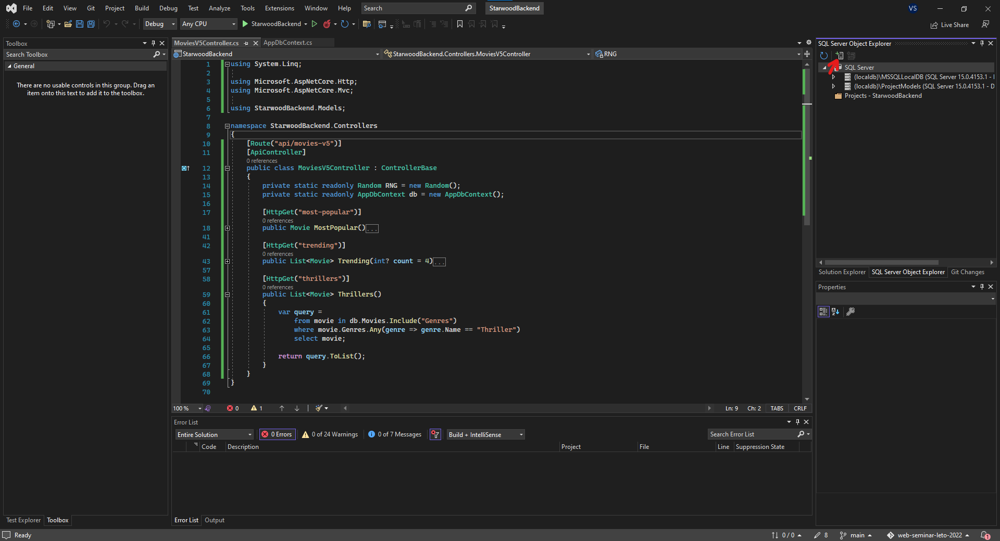 File Edit View Git Project Build Debug Test Analyze Tools Extensions Window Help Search StarwoodBackend VS
Debug Any CPU StarwoodBackend Live Share
Toolbox
Search Toolbox
General
There are no usable controls in this group. Drag an
item onto this text to add it to the toolbox.
Test Explorer Toolbox
MoviesV5Controller.cs AppDbContext.cs
StarwoodBackend StarwoodBackend.Controllers.MoviesV5Controller RNG
1 using System.Linq;
2
3 using Microsoft.AspNetCore.Http;
4 using Microsoft.AspNetCore.Mvc;
5
6 using StarwoodBackend.Models;
7
8 namespace StarwoodBackend.Controllers
9 {
10 [Route("api/movies-v5")]
11 [ApiController]
0 references
12 public class MoviesV5Controller : ControllerBase
13 {
14 private static readonly Random RNG = new Random();
15 private static readonly AppDbContext db = new AppDbContext();
16
17 [HttpGet("most-popular")]
0 references
18 public Movie MostPopular()...
41
42 [HttpGet("trending")]
0 references
43 public List<Movie> Trending(int? count = 4)...
57
58 [HttpGet("thrillers")]
0 references
59 public List<Movie> Thrillers()
60 {
61 var query =
62 from movie in db.Movies.Include("Genres")
63 where movie.Genres.Any(genre => genre.Name == "Thriller")
64 select movie;
65
66 return query.ToList();
67 }
68 }
69 }
70
100 % 0 1 Ln: 9 Ch: 2 TABS CRLF
Error List
Entire Solution 0 Errors 0 of 24 Warnings 0 of 7 Messages Build + IntelliSense Search Error List
Code Description Project File Line Suppression State
Error List Output
SQL Server Object Explorer
SQL Server
(localdb)\MSSQLLocalDB (SQL Server 15.0.4153.1 -
(localdb)\ProjectModels (SQL Server 15.0.4153.1 - D
Projects - StarwoodBackend
Solution Explorer SQL Server Object Explorer Git Changes
Properties
Ready 0 / 0 8 main web-seminar-leto-2022 1